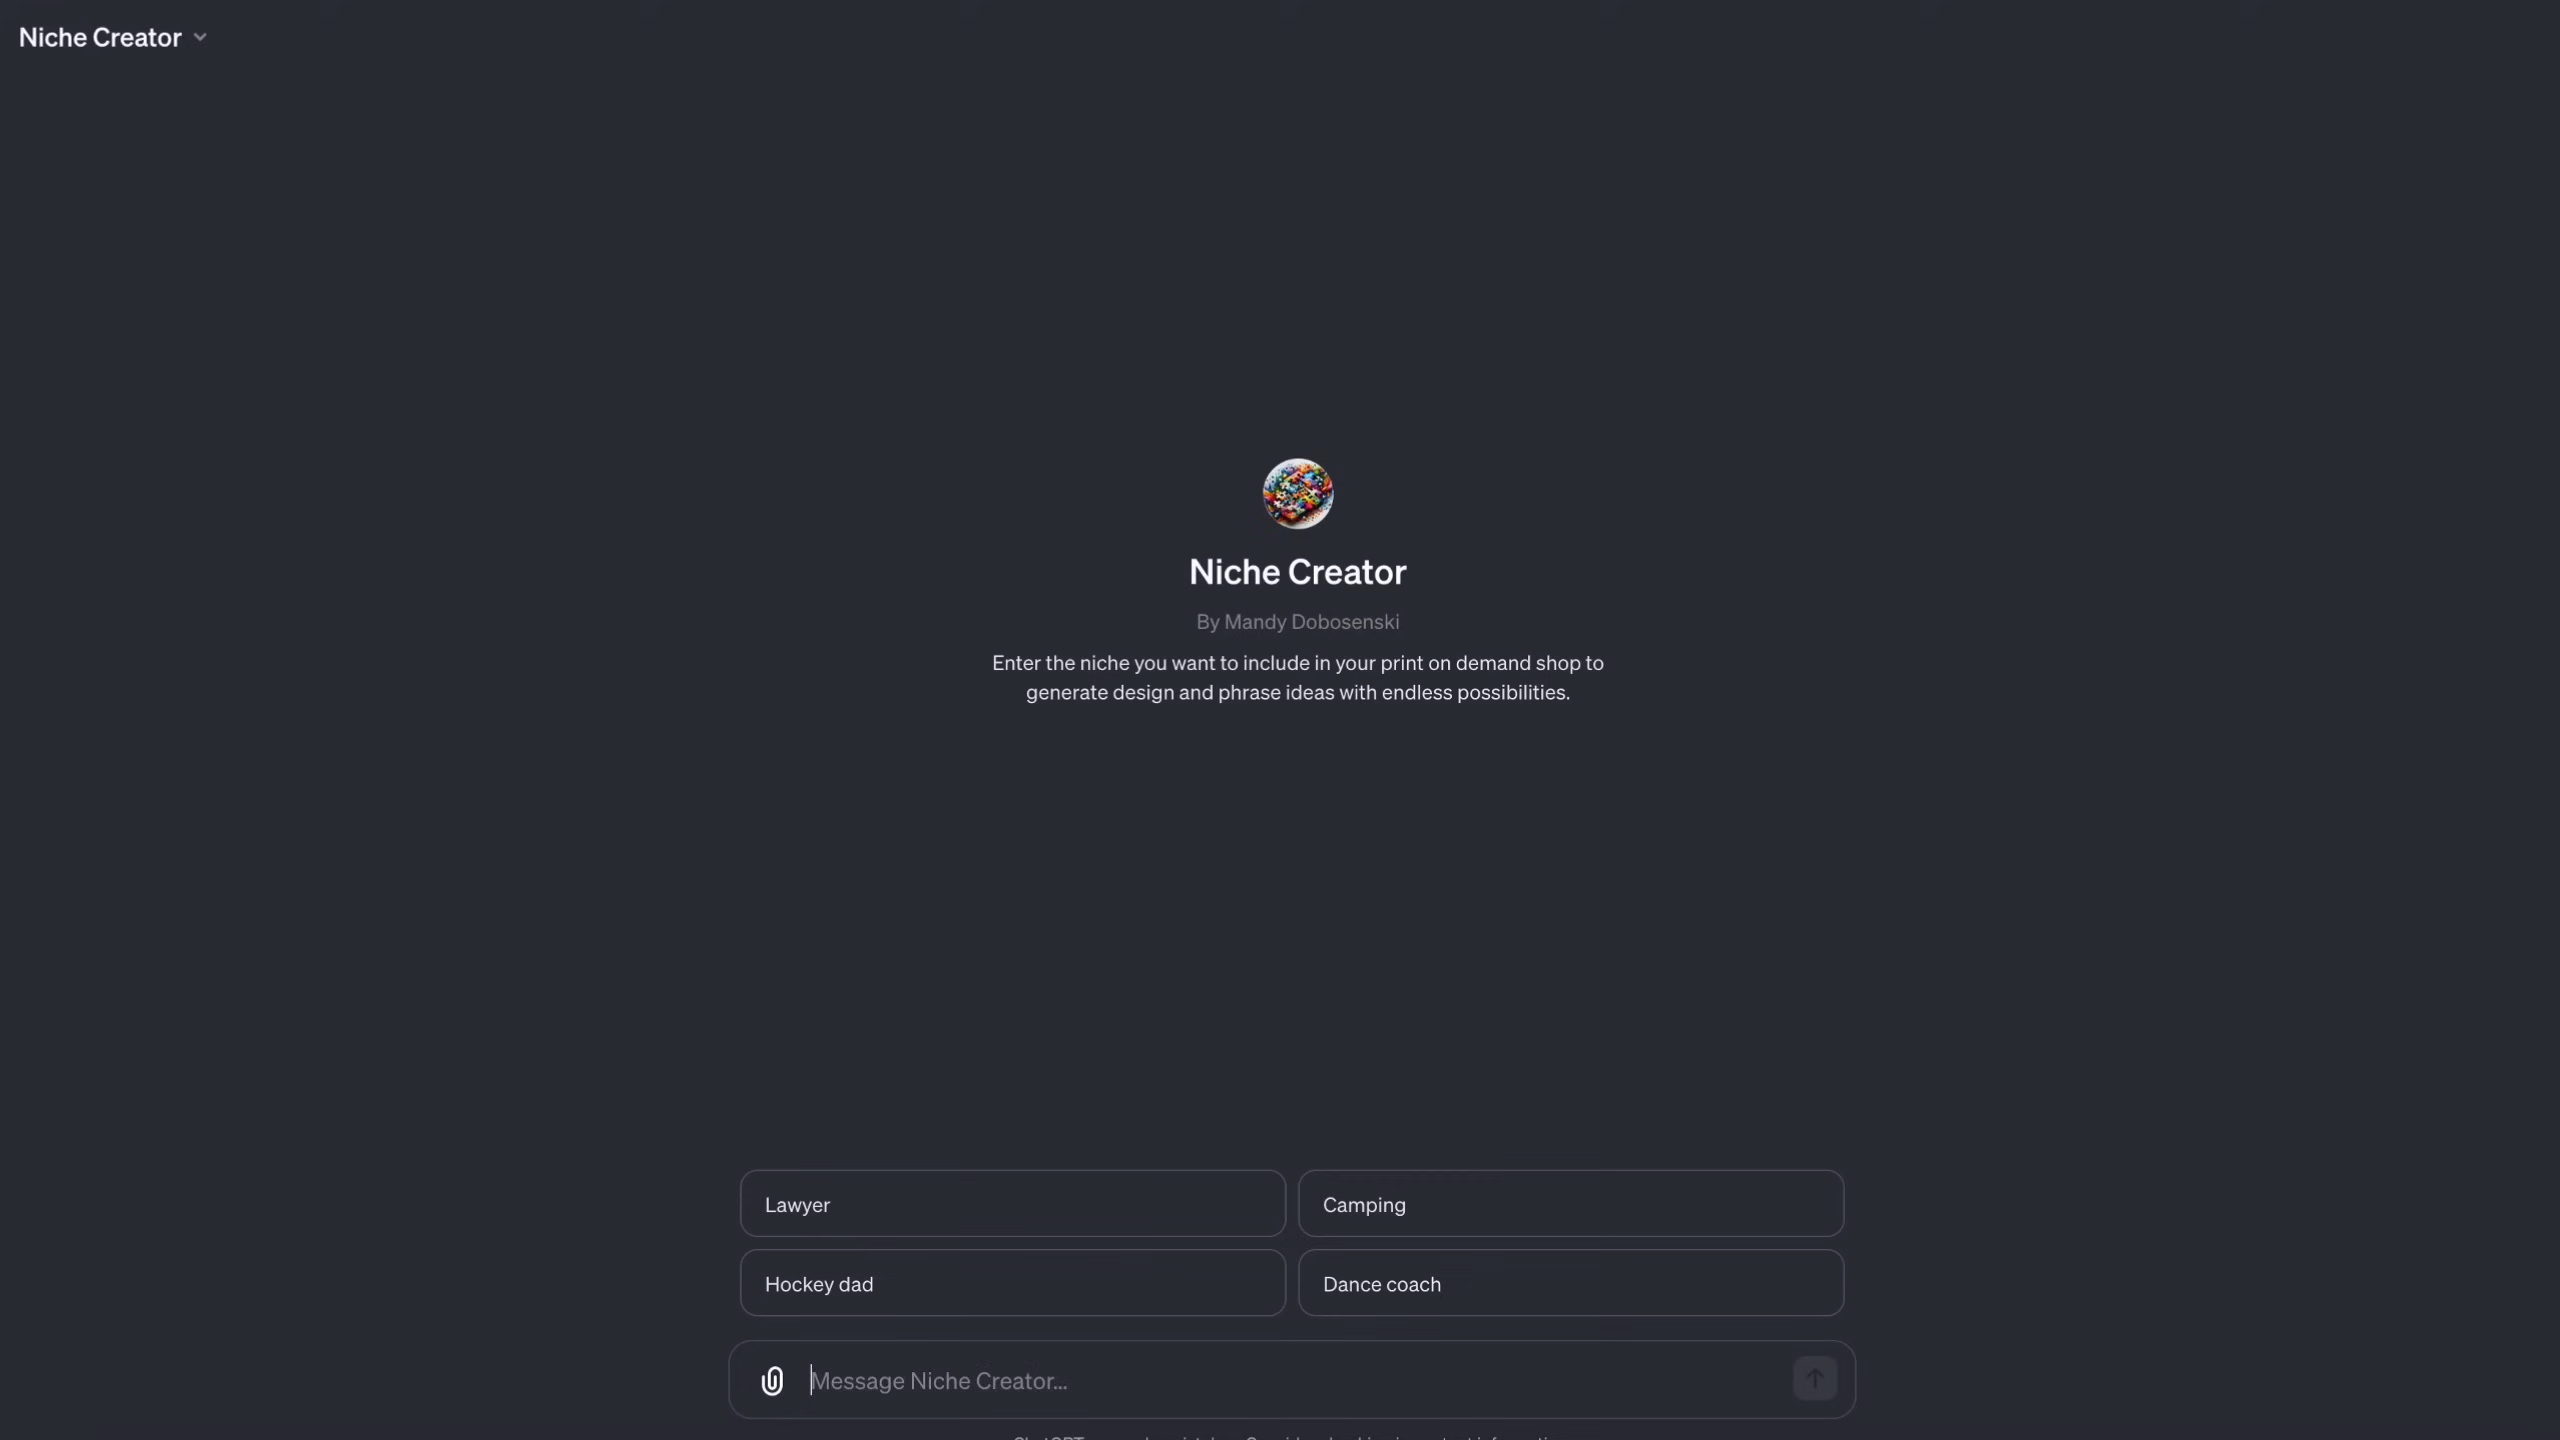 Niche Creator
Niche Creator
By Mandy Dobosenski
Enter the niche you want to include in your print on demand shop to
generate design and phrase ideas with endless possibilities.
Lawyer
Camping
Hockey dad
Dance coach
Message Niche Creator...